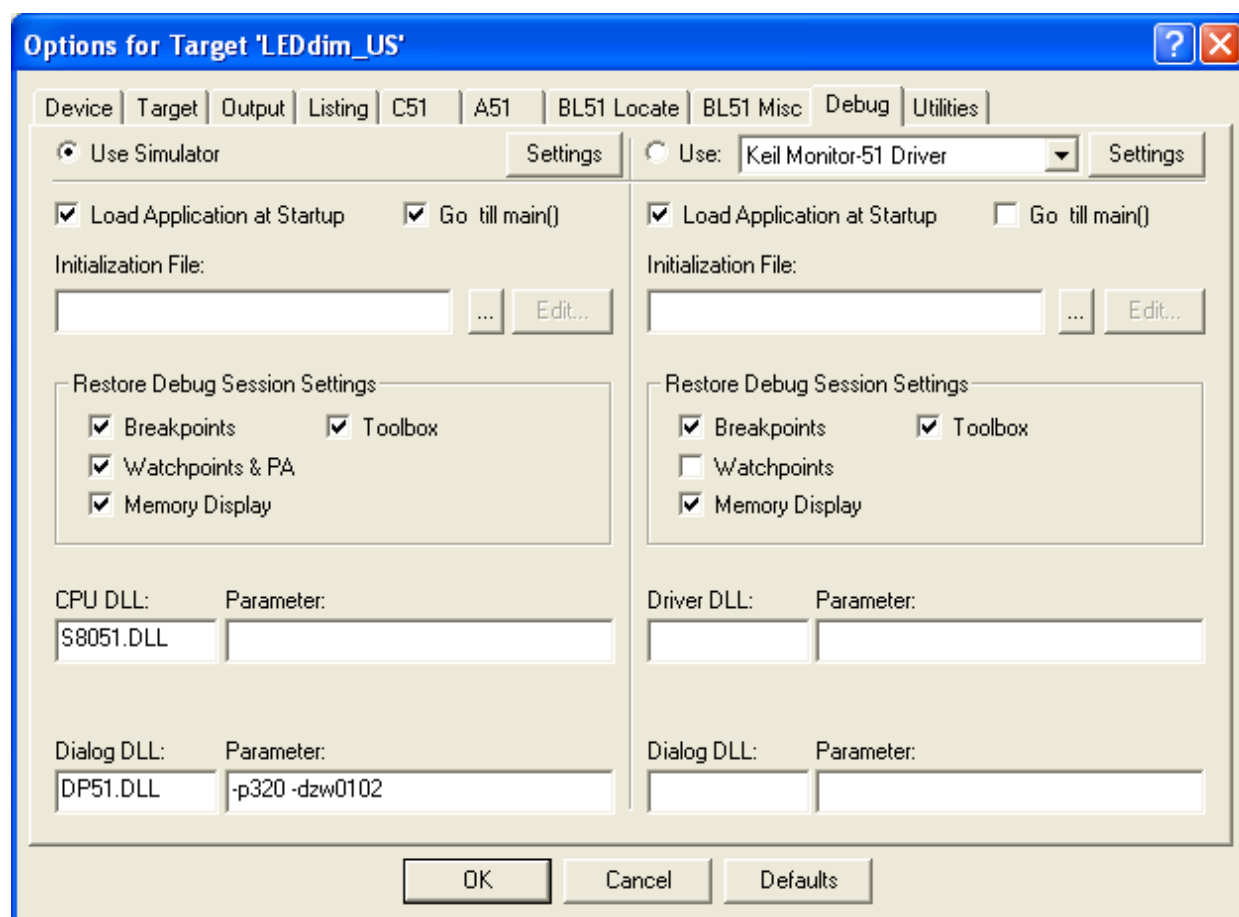 Options for Target 'LEDdim_US'
Device Target Output Listing C51 A51 BL51 Locate BL51 Misc Debug Utilities
Use Simulator Settings Use: Keil Monitor-51 Driver Settings
Load Application at Startup Go till main() Load Application at Startup Go till main()
Initialization File: Initialization File:
... Edit... ... Edit...
Restore Debug Session Settings Restore Debug Session Settings
Breakpoints Toolbox Breakpoints Toolbox
Watchpoints & PA Watchpoints
Memory Display Memory Display
CPU DLL: Parameter: Driver DLL: Parameter:
S8051.DLL
Dialog DLL: Parameter: Dialog DLL: Parameter:
DP51.DLL -p320 -dzw0102
OK Cancel Defaults